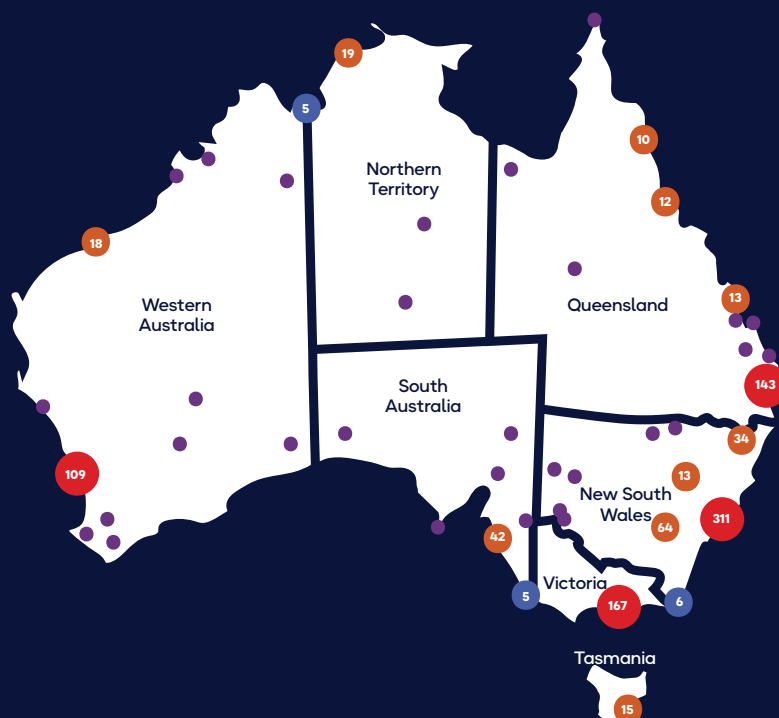 19
5
10
Northern
Territory
12
18
13
Western
Australia
Queensland
South
Australia
143
34
109
13
New South
Wales
311
64
42
Victoria
5
167
6
Tasmania
15